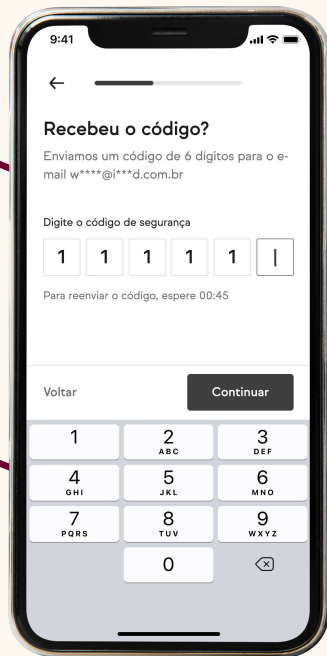 9:41
Recebeu o código?
Enviamos um código de 6 dígitos para o e-
mail w****@i***d.com.br
Digite o código de segurança
1 1 1 1 1 |
Para reenviar o código, espere 00:45
Voltar Continuar
1 2 3
ABC DEF
4 5 6
GHI JKL MNO
7 8 9
PQRS TUV WXYZ
0